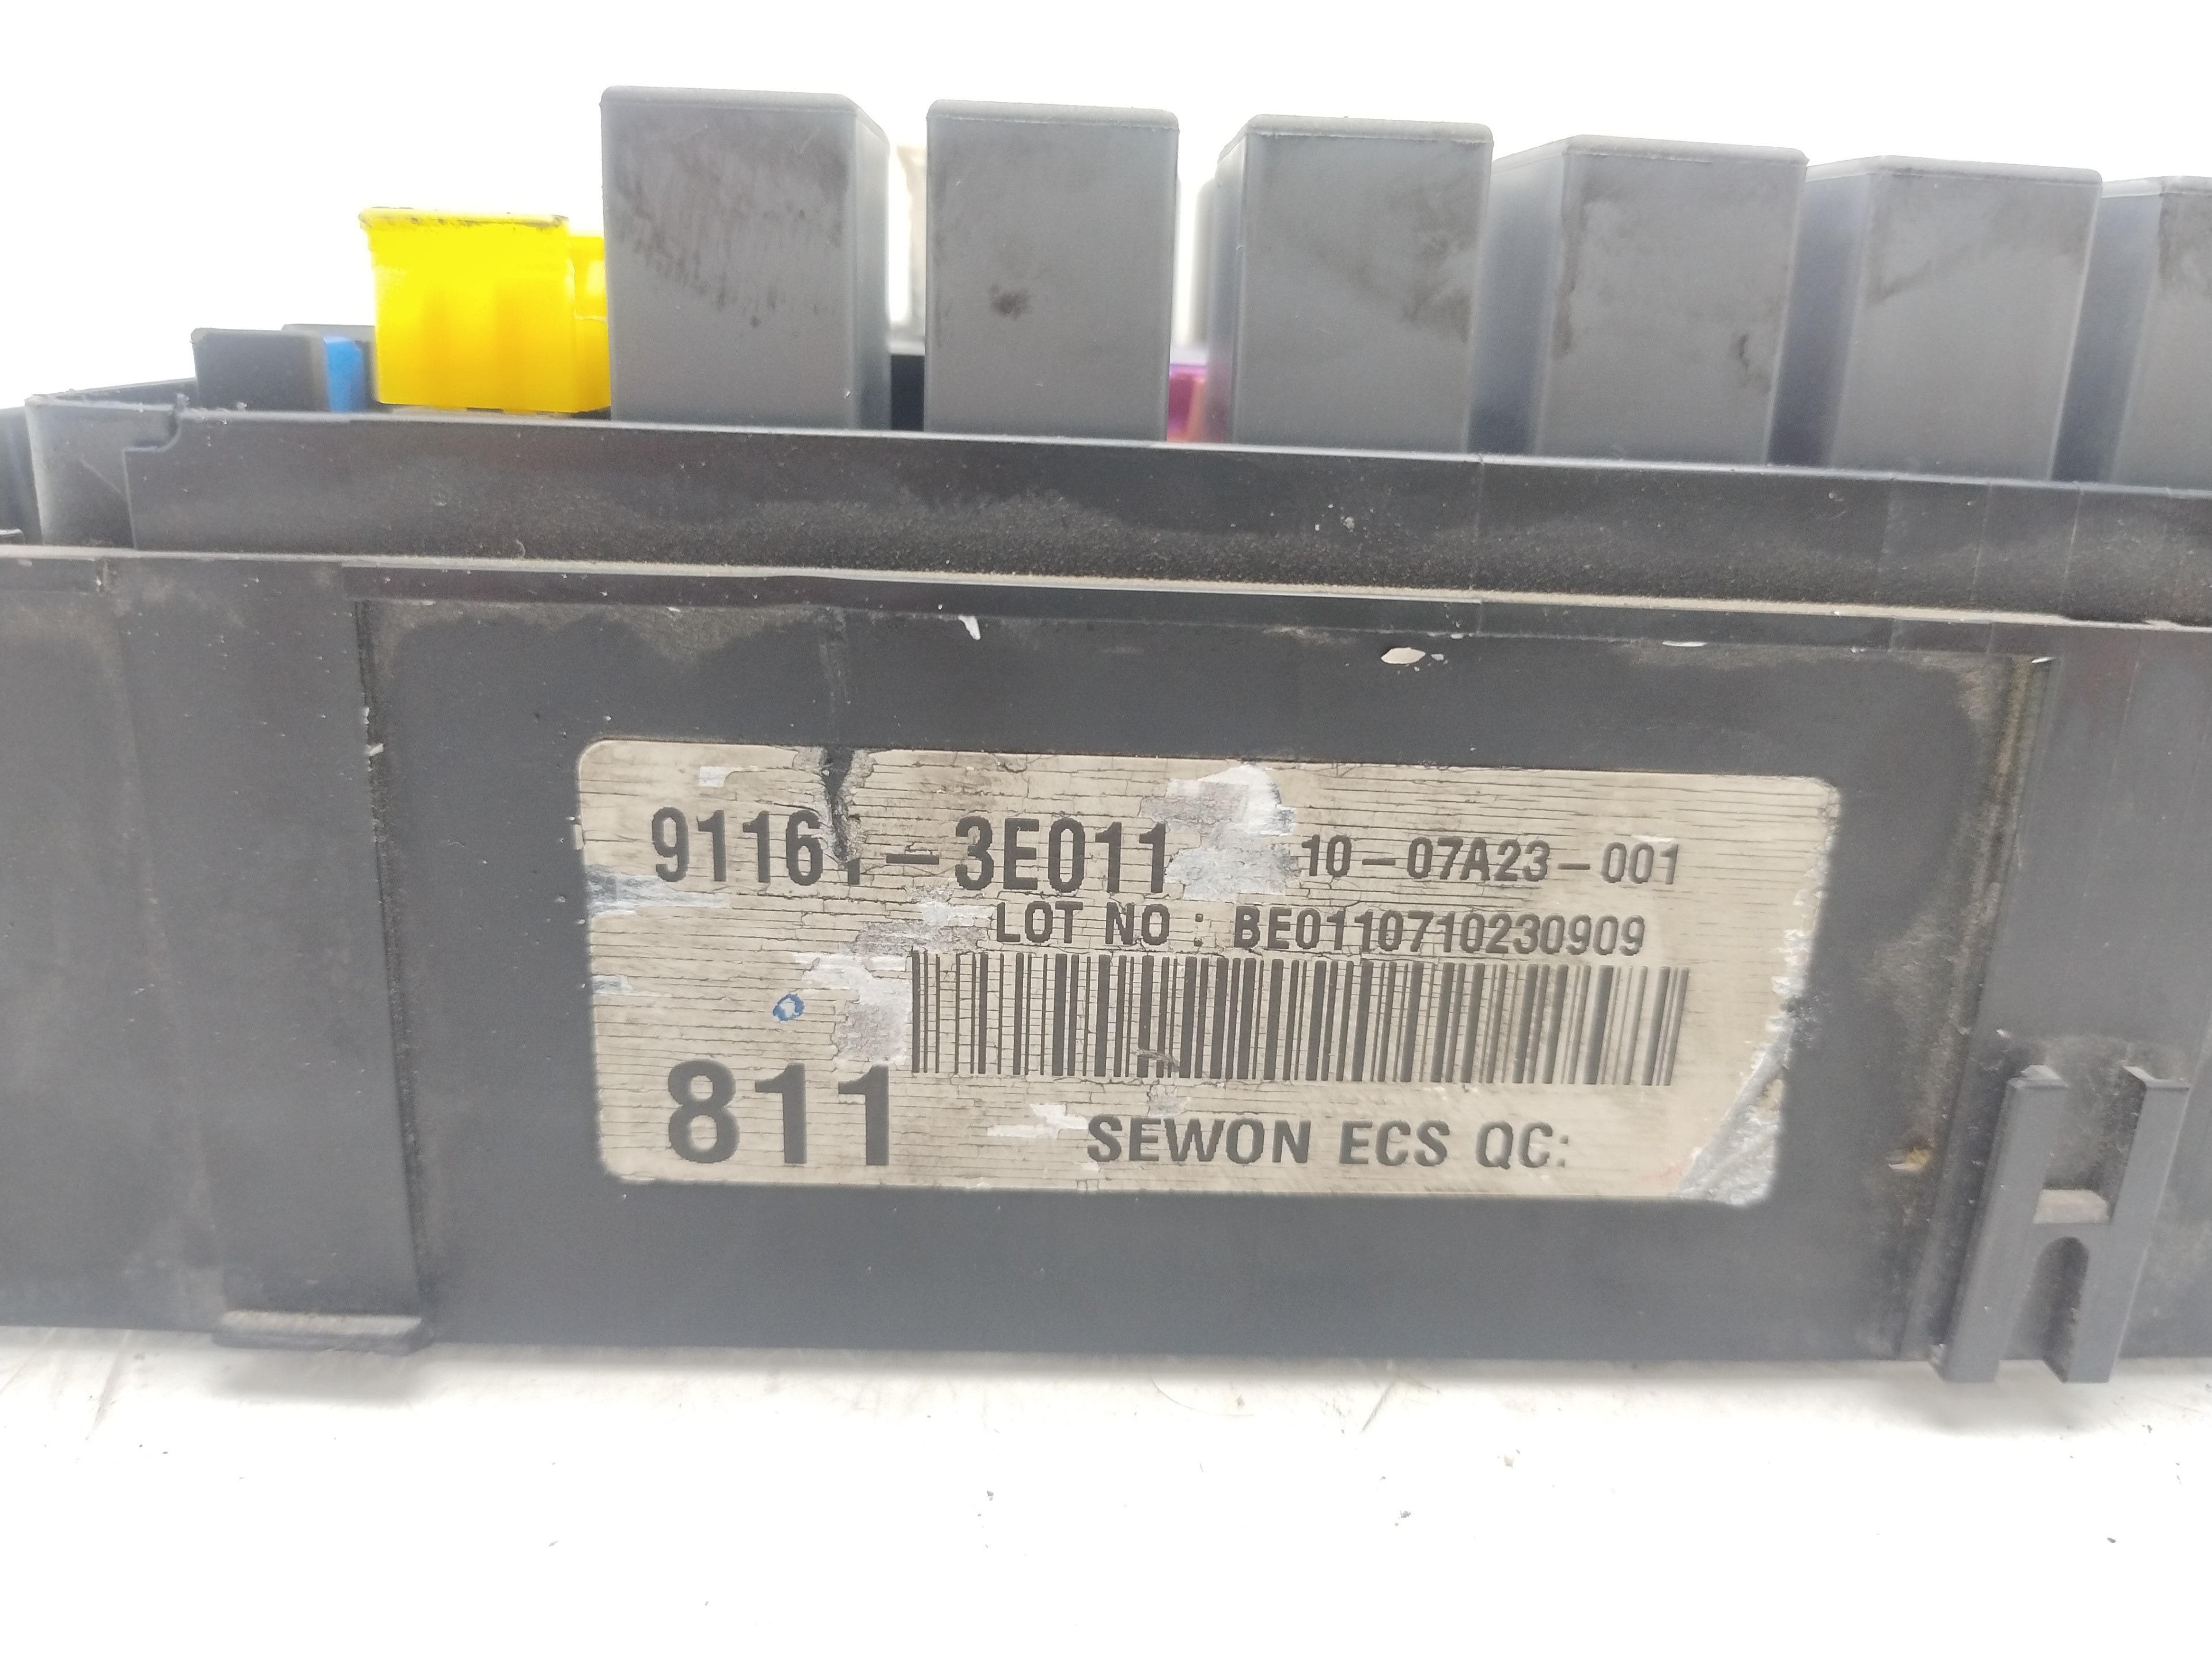 91161-3E011 10-07A23-001
LOT NO : BE0110710230909
811
SEWON ECS QC: